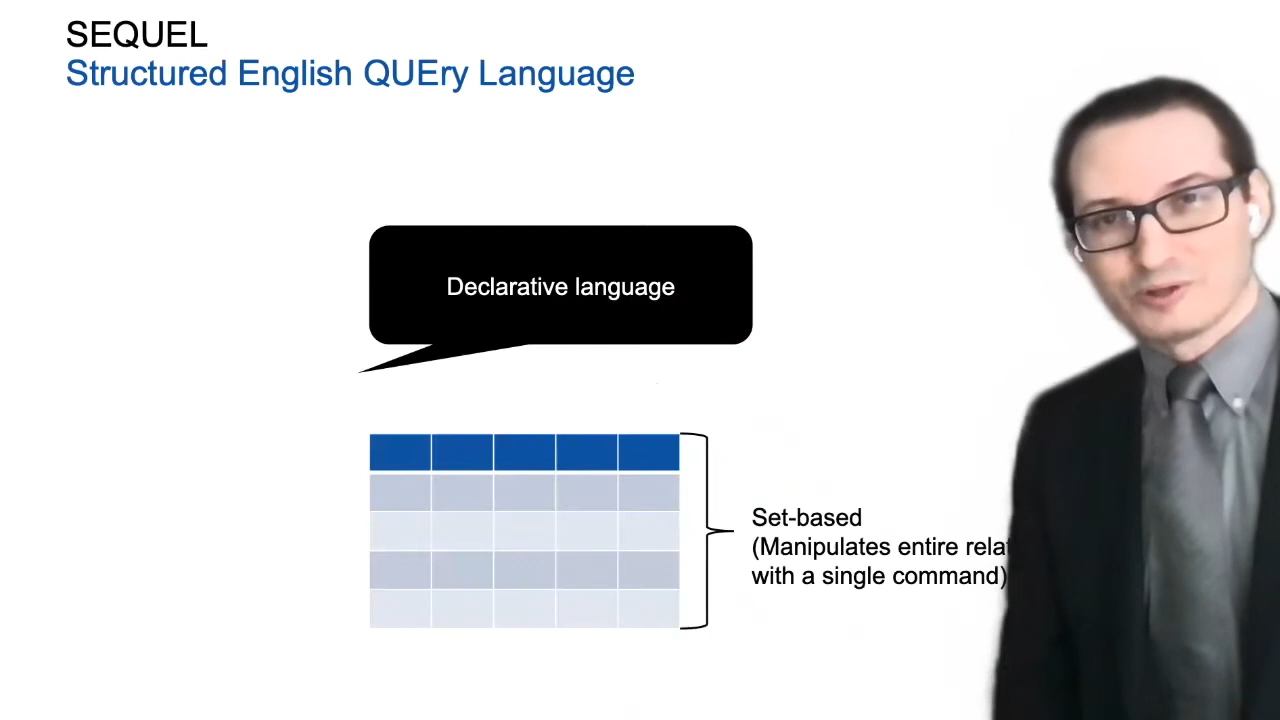 SEQUEL
Structured English QUEry Language
Declarative language
Set-based
(Manipulates entire
with a single command)